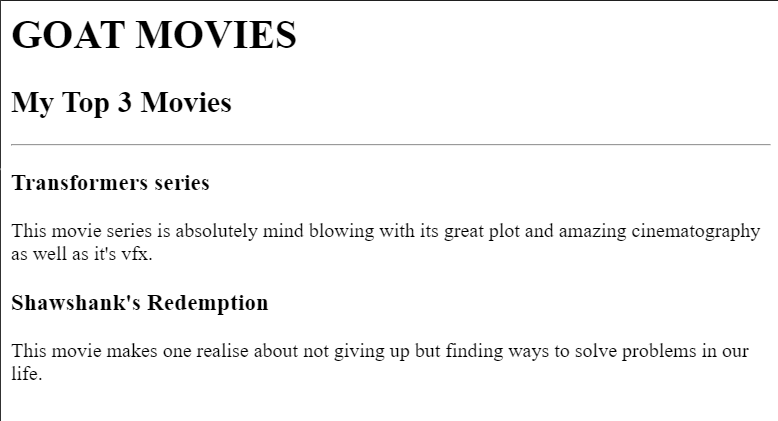 GOAT MOVIES
My Top 3 Movies
Transformers series
This movie series is absolutely mind blowing with its great plot and amazing cinematography
as well as it's vfx.
Shawshank's Redemption
This movie makes one realise about not giving up but finding ways to solve problems in our
life.